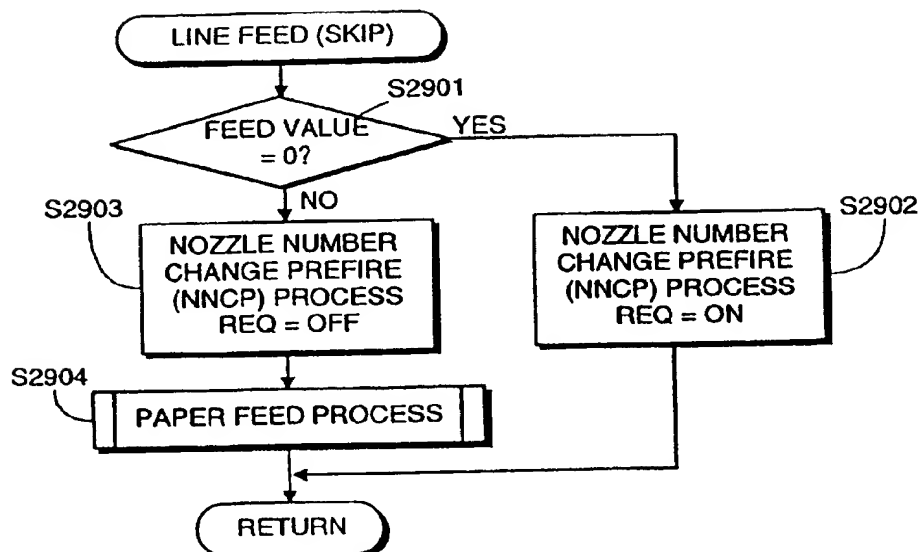 LINE FEED (SKIP)
S2901
FEED VALUE
= 0?
YES
NO
S2903
NOZZLE NUMBER
CHANGE PREFIRE
(NNCP) PROCESS
REQ = OFF
S2902
NOZZLE NUMBER
CHANGE PREFIRE
(NNCP) PROCESS
REQ = ON
S2904
PAPER FEED PROCESS
RETURN